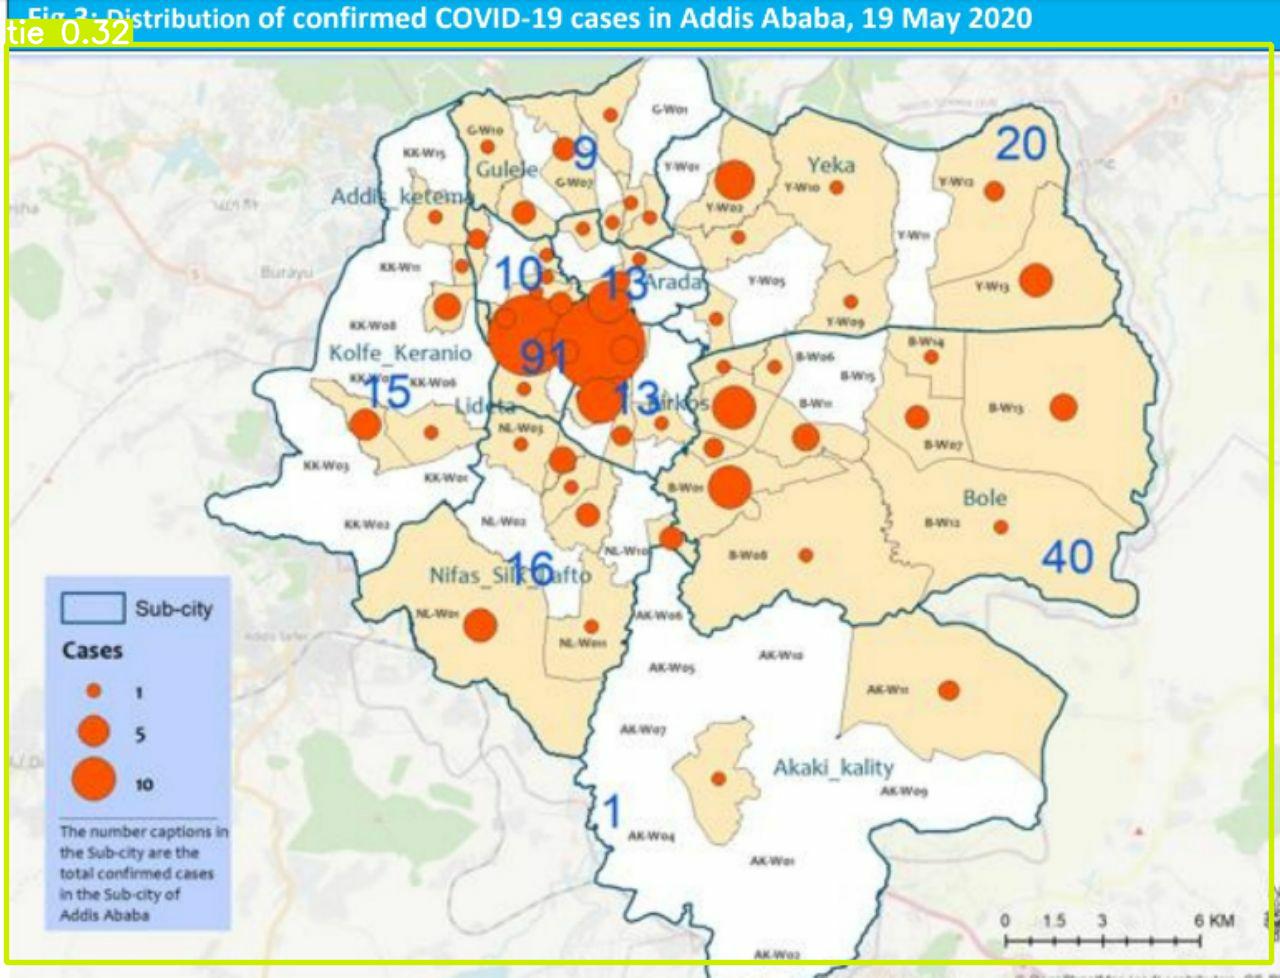 Fig 3: Distribution of confirmed COVID-19 cases in Addis Ababa, 19 May 2020
tie 0.32
G-W01
G-W10
KK-W15
Gulele
9
G-W07
Y-W01
Yeka
20
Y-W10
Y-W12
Addis_ketema
Y-W02
Y-W11
KK-W11
Burayu
10
13
Arada
Y-W05
Y-W13
KK-W08
Y-W09
Kolfe_Keranio
91
B-W14
B-W06
B-W15
KK-W06
15
Lideta
13
Kirkos
B-W11
B-W13
NL-W03
B-W07
KK-W03
KK-W01
B-W01
Bole
KK-W02
NL-W02
B-W12
NL-W10
B-W08
40
Nifas_Silk_Lafto
16
NL-W01
AK-W06
NL-W011
AK-W05
AK-W10
AK-W11
AK-W07
Akaki_kality
AK-W09
1
AK-W04
AK-W01
AK-W02
Sub-city
Cases
1
5
10
The number captions in
the Sub-city are the
total confirmed cases
in the Sub-city of
Addis Ababa
0 1.5 3 6 KM